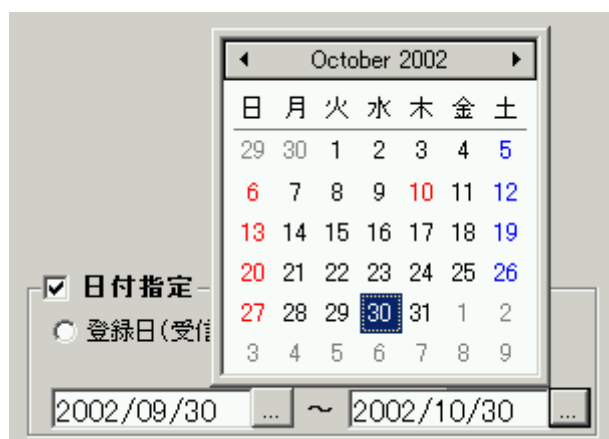 October 2002
日 月 火 水 木 金 土
29 30 1 2 3 4 5
6 7 8 9 10 11 12
13 14 15 16 17 18 19
20 21 22 23 24 25 26
27 28 29 30 31 1 2
3 4 5 6 7 8 9
日付指定
登録日(受信
2002/09/30 ... ～ 2002/10/30 ...